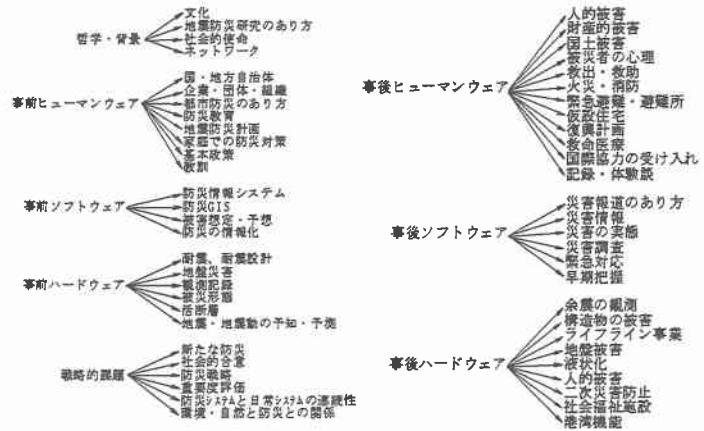 哲学・背景
文化
地震防災研究のあり方
社会的使命
ネットワーク
事前ヒューマンウェア
国・地方自治体
企業・団体・組織
都市防災のあり方
防災教育
地震防災計画
家庭での防災対策
基本政策
教訓
事前ソフトウェア
防災情報システム
防災GIS
被害想定・予想
防災の情報化
事前ハードウェア
耐震、耐震設計
地盤災害
観測記録
被災形態
活断層
地震・地震動の予知・予測
戦略的課題
新たな防災
社会的合意
防災戦略
重要度評価
防災システムと日常システムの連続性
環境・自然と防災との関係
事後ヒューマンウェア
人的被害
財産的被害
国土被害
被災者の心理
救出・救助
火災・消防
緊急避難・避難所
仮設住宅
復興計画
救命医療
国際協力の受け入れ
記録・体験談
事後ソフトウェア
災害報道のあり方
災害情報
災害の実態
災害調査
緊急対応
早期把握
事後ハードウェア
余震の観測
構造物の被害
ライフライン事業
地盤被害
液状化
人的被害
二次災害防止
社会福祉施設
港湾機能